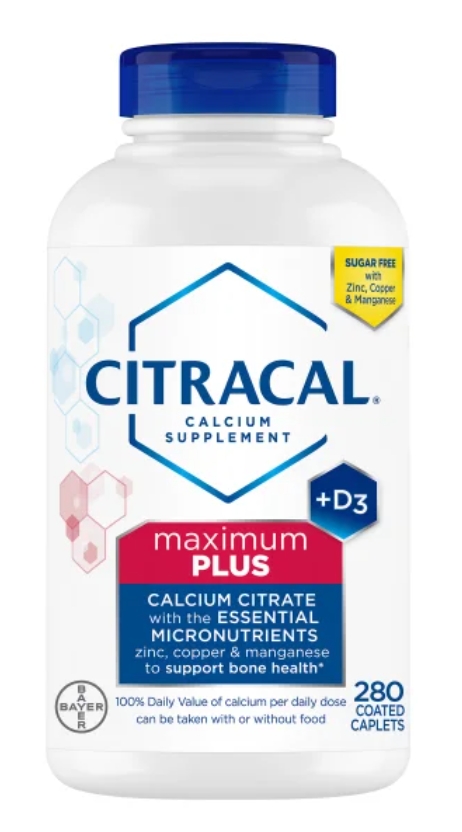 SUGAR FREE
with
Zinc, Copper
& Manganese
CITRACAL®
CALCIUM
SUPPLEMENT
+D3
maximum
PLUS
CALCIUM CITRATE
with the ESSENTIAL
MICRONUTRIENTS
zinc, copper & manganese
to support bone health*
BAYER
BAYER
100% Daily Value of calcium per daily dose
can be taken with or without food
280
COATED
CAPLETS